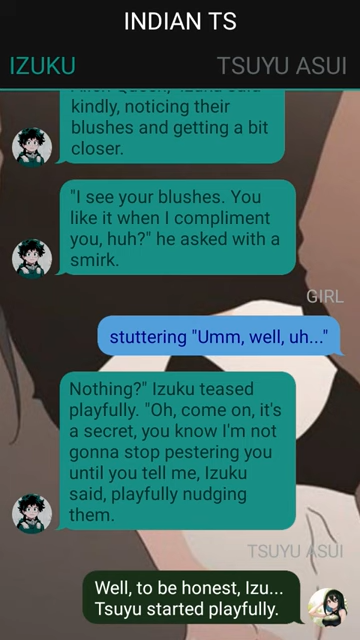 INDIAN TS
IZUKU TSUYU ASUI
kindly, noticing their
blushes and getting a bit
closer.
"I see your blushes. You
like it when I compliment
you, huh?" he asked with a
smirk.
GIRL
stuttering "Umm, well, uh..."
Nothing?" Izuku teased
playfully. "Oh, come on, it's
a secret, you know I'm not
gonna stop pestering you
until you tell me, Izuku
said, playfully nudging
them.
TSUYU ASUI
Well, to be honest, Izu...
Tsuyu started playfully.